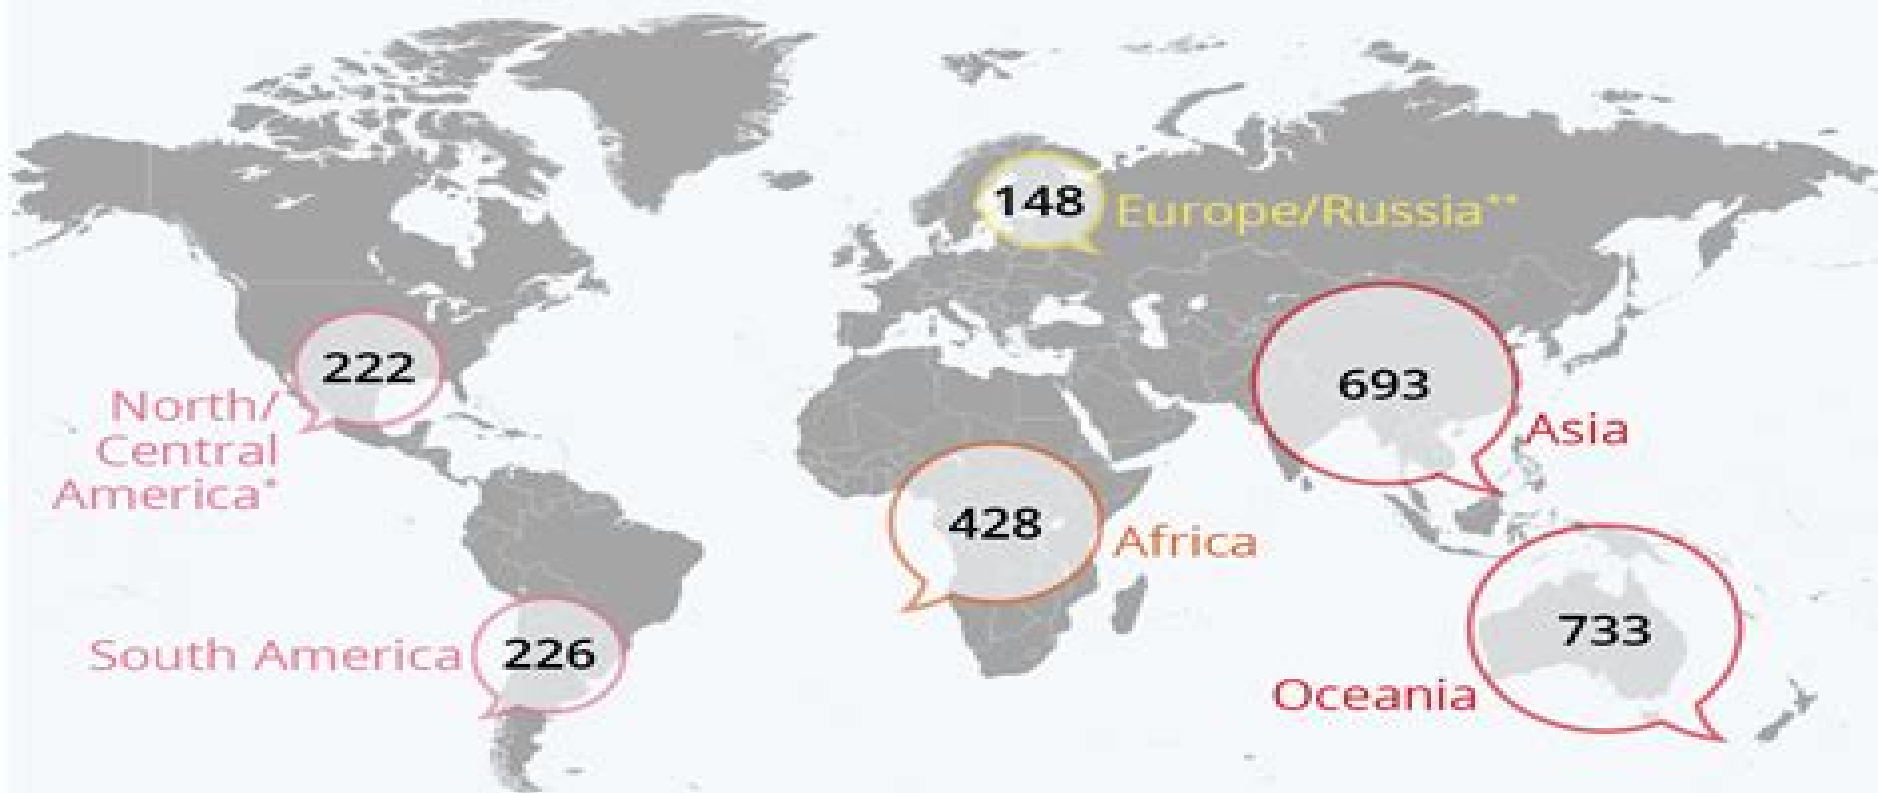 148
Europe/Russia**
222
North/
Central
America*
693
Asia
428
Africa
733
Oceania
226
South America